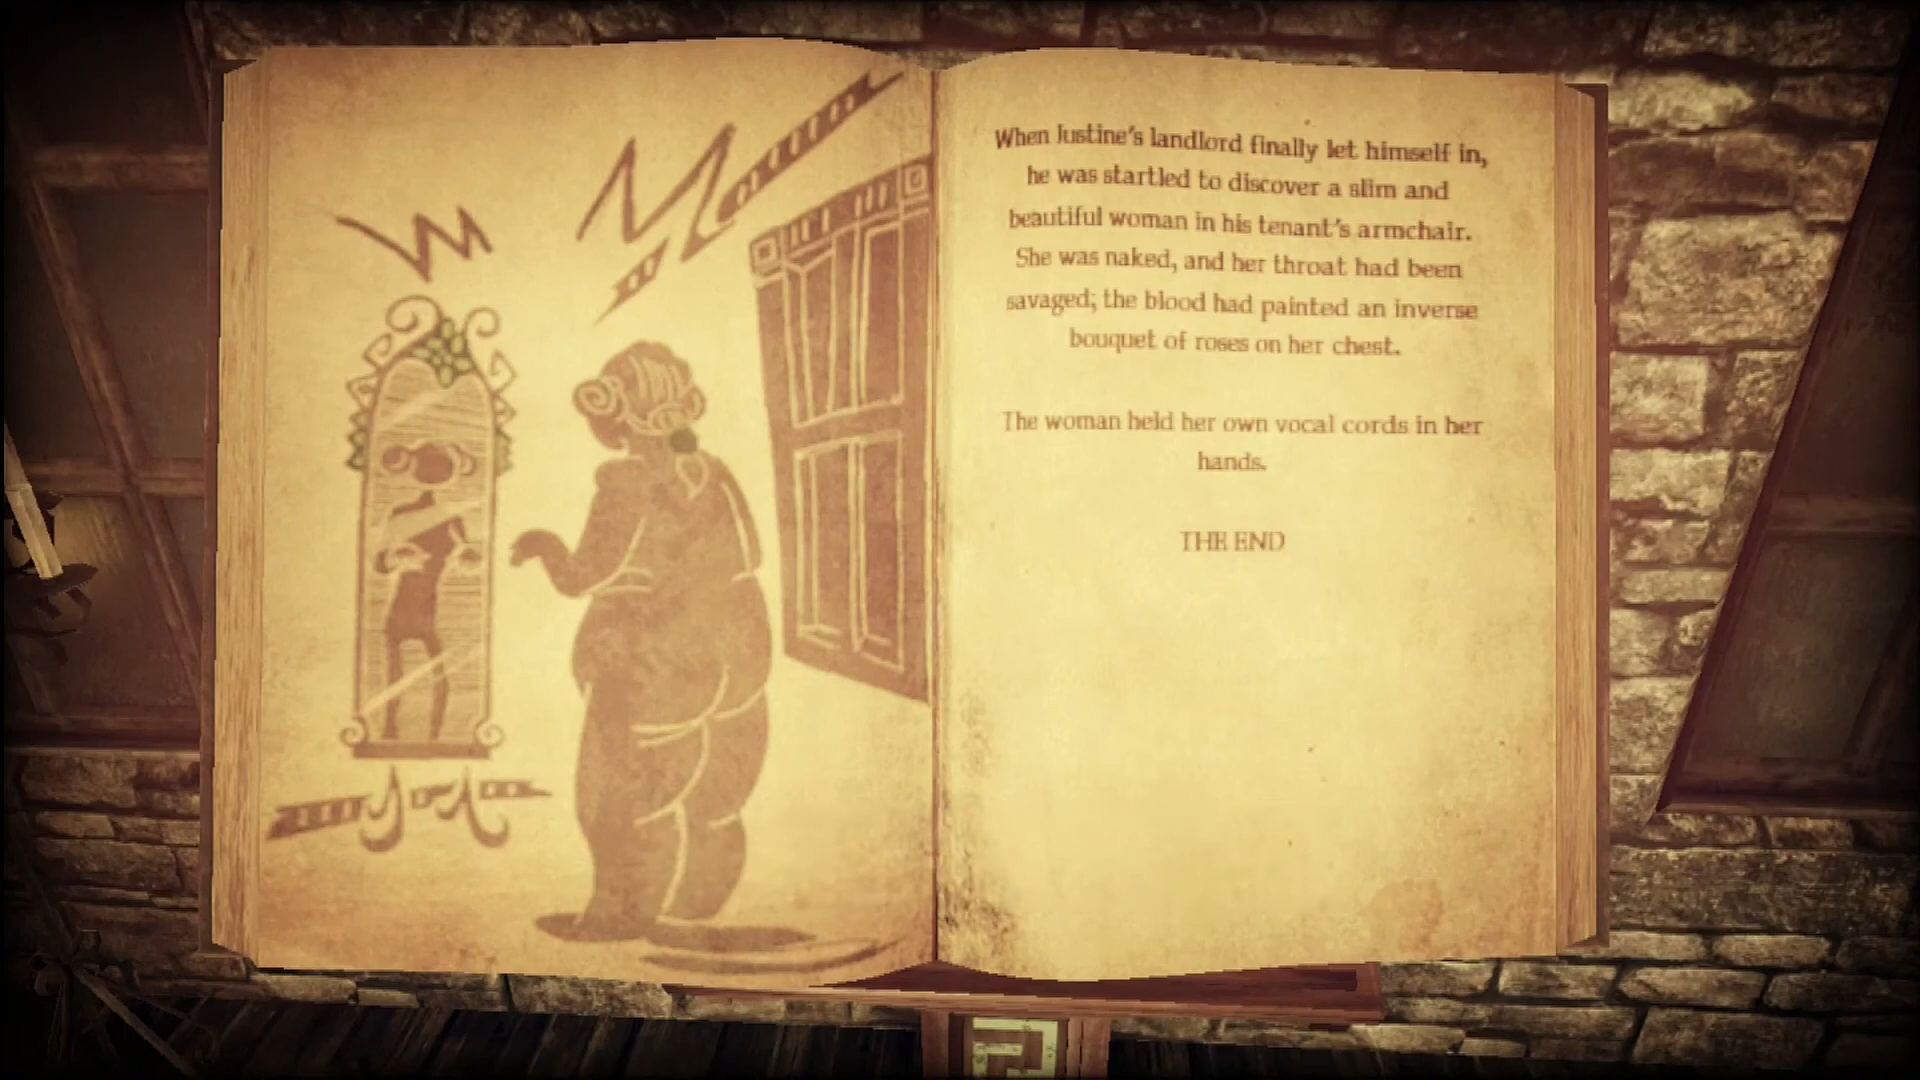 When Justine's landlord finally let himself in,
he was startled to discover a slim and
beautiful woman in his tenant's armchair.
She was naked, and her throat had been
savaged; the blood had painted an inverse
bouquet of roses on her chest.
The woman held her own vocal cords in her
hands.
THE END